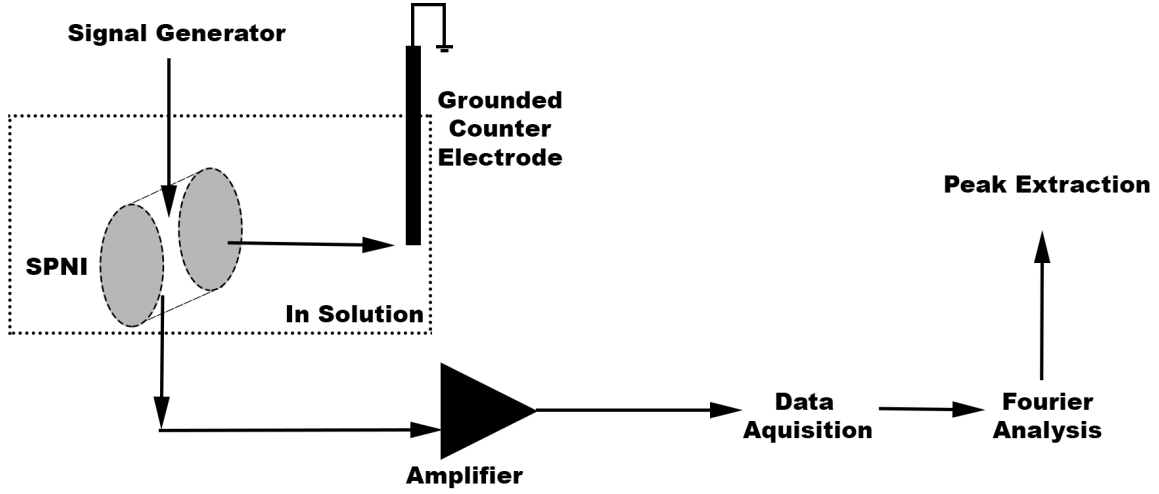 Signal Generator
Grounded
Counter
Electrode
SPNI
In Solution
Peak Extraction
Amplifier
Data
Aquisition
Fourier
Analysis